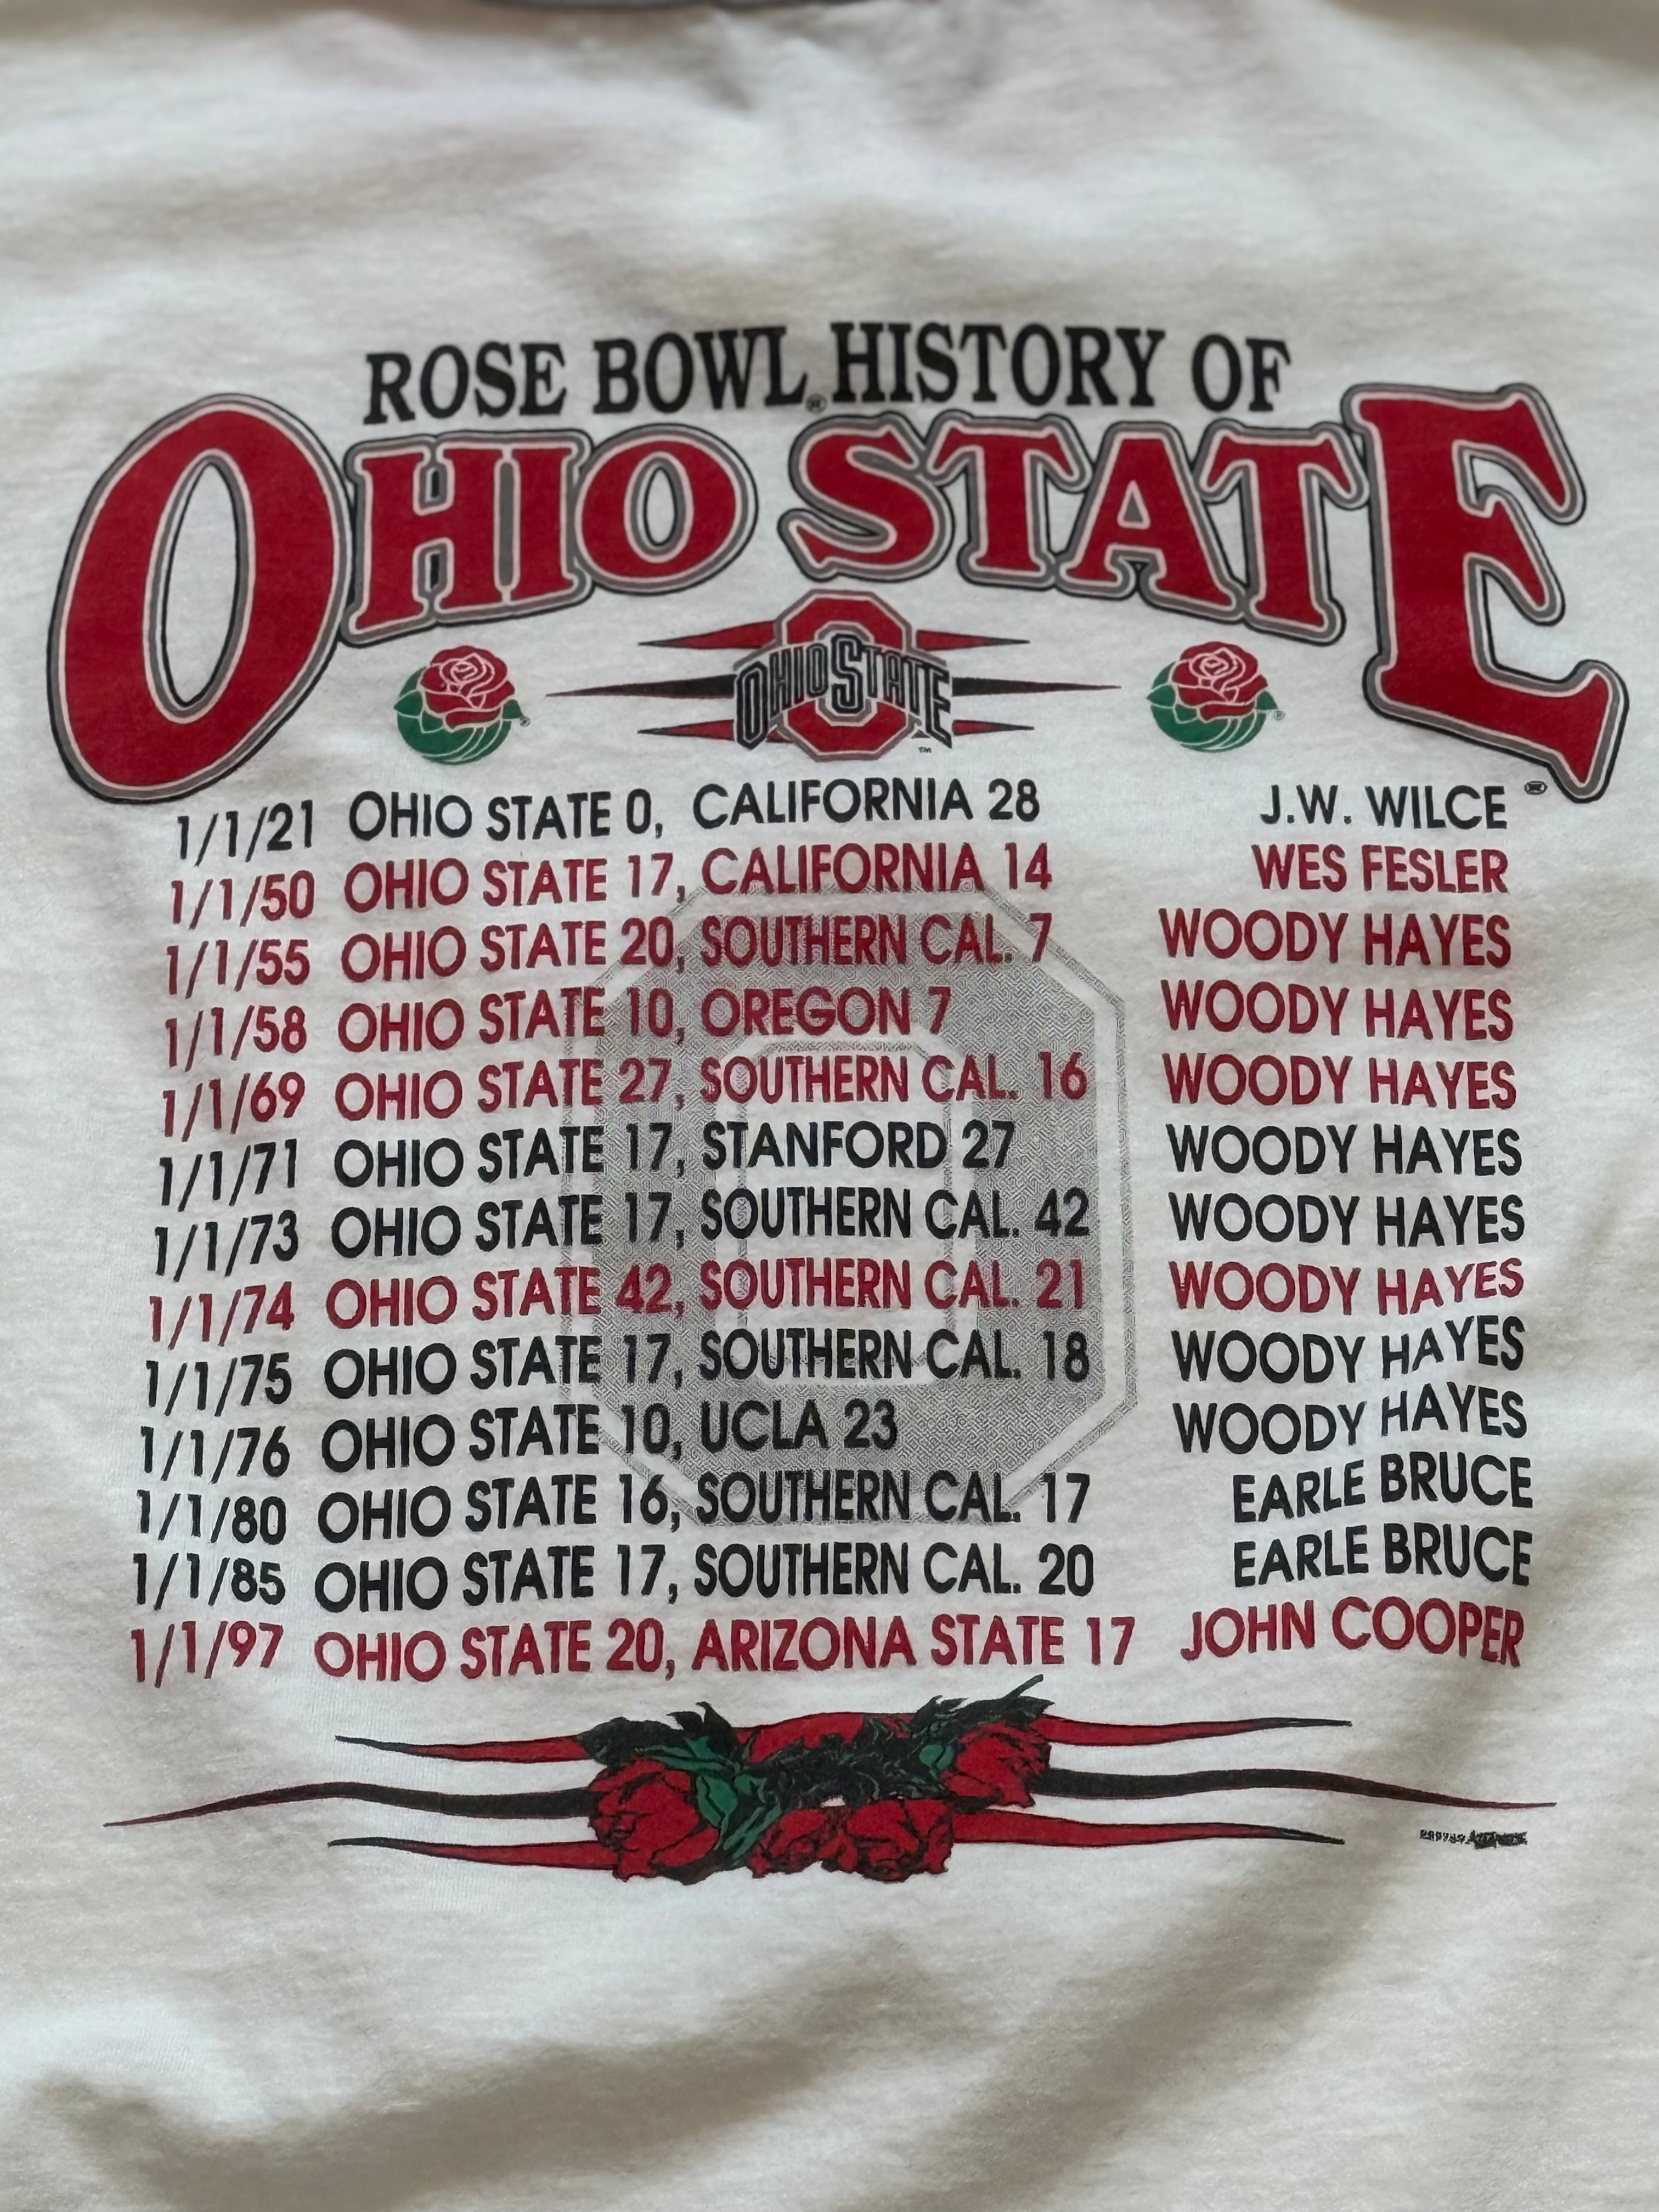 ROSE BOWL® HISTORY OF
OHIO STATE®
OHIO STATE™
1/1/21 OHIO STATE 0, CALIFORNIA 28 J.W. WILCE
1/1/50 OHIO STATE 17, CALIFORNIA 14 WES FESLER
1/1/55 OHIO STATE 20, SOUTHERN CAL. 7 WOODY HAYES
1/1/58 OHIO STATE 10, OREGON 7 WOODY HAYES
1/1/69 OHIO STATE 27, SOUTHERN CAL. 16 WOODY HAYES
1/1/71 OHIO STATE 17, STANFORD 27 WOODY HAYES
1/1/73 OHIO STATE 17, SOUTHERN CAL. 42 WOODY HAYES
1/1/74 OHIO STATE 42, SOUTHERN CAL. 21 WOODY HAYES
1/1/75 OHIO STATE 17, SOUTHERN CAL. 18 WOODY HAYES
1/1/76 OHIO STATE 10, UCLA 23 WOODY HAYES
1/1/80 OHIO STATE 16, SOUTHERN CAL. 17 EARLE BRUCE
1/1/85 OHIO STATE 17, SOUTHERN CAL. 20 EARLE BRUCE
1/1/97 OHIO STATE 20, ARIZONA STATE 17 JOHN COOPER